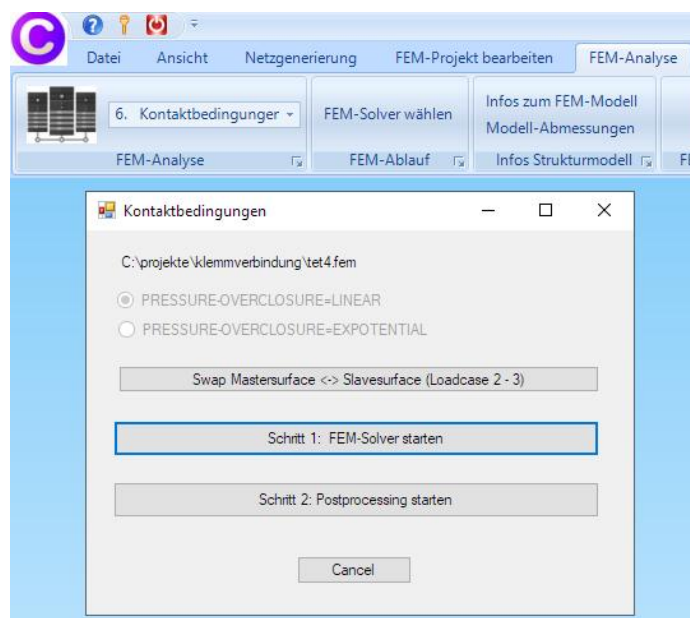 C
Datei Ansicht Netzgenerierung FEM-Projekt bearbeiten FEM-Analyse
6. Kontaktbedingunger FEM-Solver wählen Infos zum FEM-Modell
Modell-Abmessungen
FEM-Analyse FEM-Ablauf Infos Strukturmodell
Kontaktbedingungen
C:\projekte\klemmverbindung\tet4.fem
PRESSURE-OVERCLOSURE=LINEAR
PRESSURE-OVERCLOSURE=EXPOTENTIAL
Swap Mastersurface <-> Slavesurface (Loadcase 2 - 3)
Schritt 1: FEM-Solver starten
Schritt 2: Postprocessing starten
Cancel